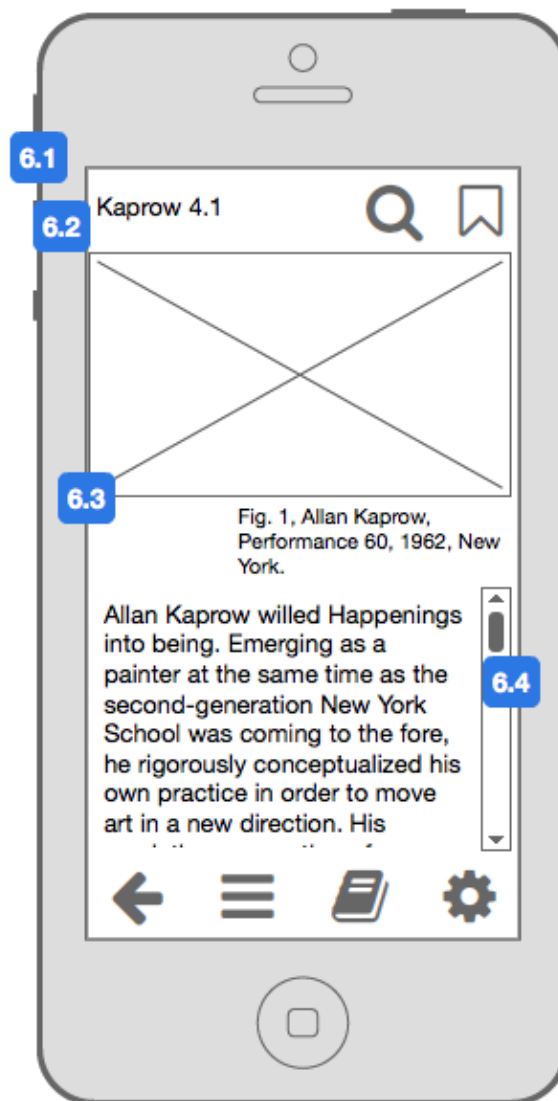 6.1
6.2
Kaprow 4.1
6.3
Fig. 1, Allan Kaprow,
Performance 60, 1962, New
York.
Allan Kaprow willed Happenings
into being. Emerging as a
painter at the same time as the
second-generation New York
School was coming to the fore,
he rigorously conceptualized his
own practice in order to move
art in a new direction. His
6.4